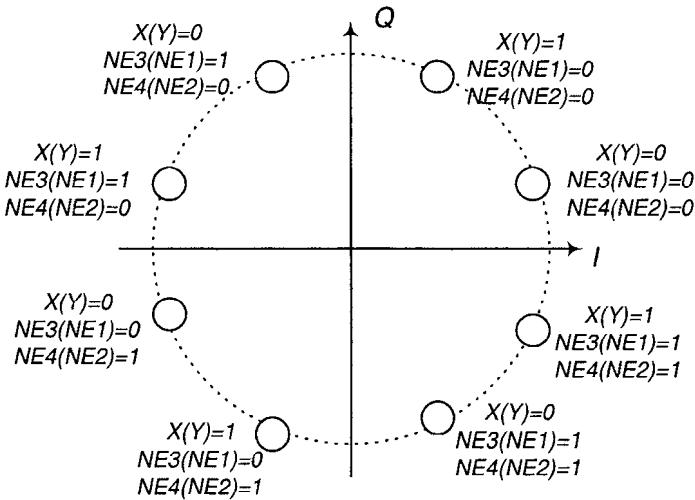 Q
X(Y)=0
NE3(NE1)=1
NE4(NE2)=0
X(Y)=1
NE3(NE1)=0
NE4(NE2)=0
X(Y)=1
NE3(NE1)=1
NE4(NE2)=0
X(Y)=0
NE3(NE1)=0
NE4(NE2)=0
I
X(Y)=0
NE3(NE1)=0
NE4(NE2)=1
X(Y)=1
NE3(NE1)=1
NE4(NE2)=1
X(Y)=1
NE3(NE1)=0
NE4(NE2)=1
X(Y)=0
NE3(NE1)=1
NE4(NE2)=1